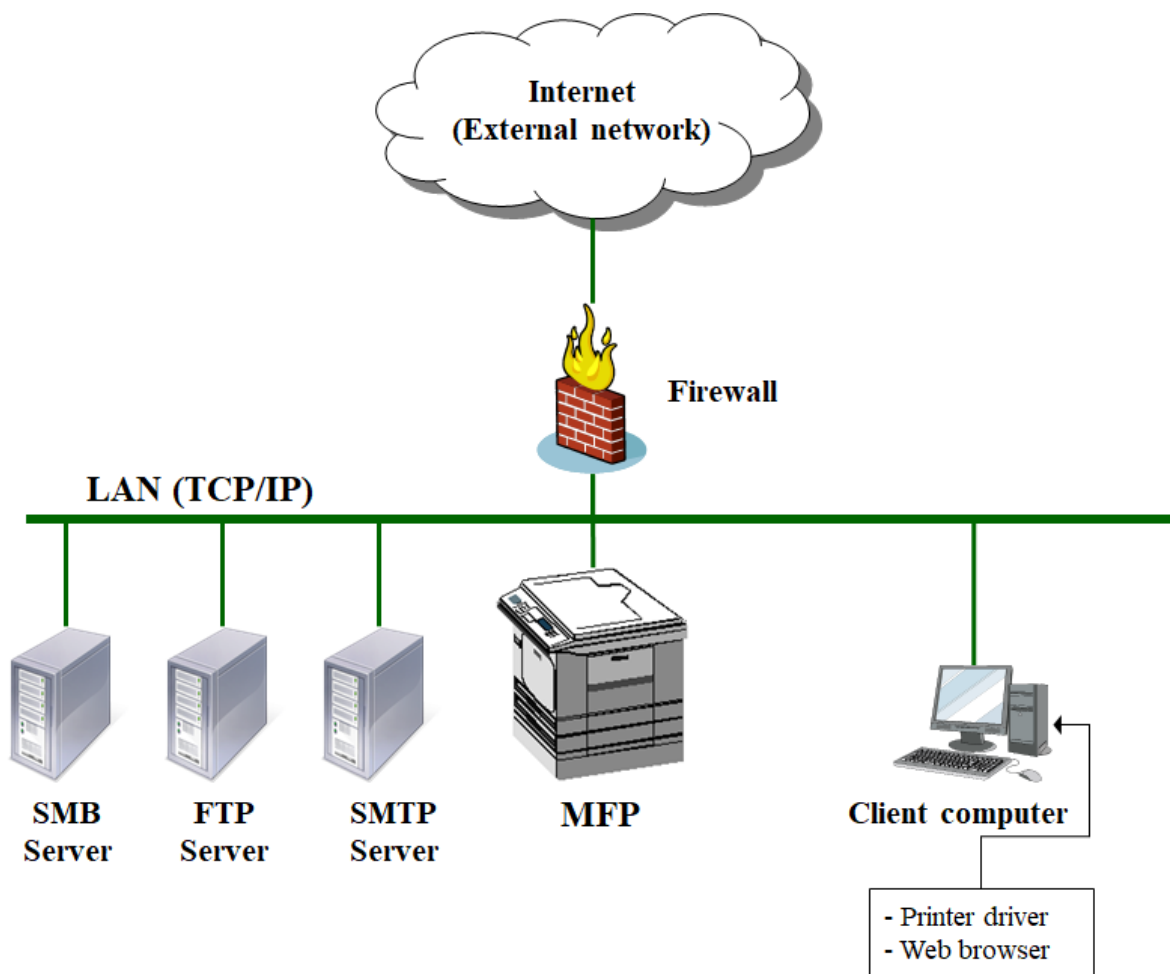 Internet
(External network)
Firewall
LAN (TCP/IP)
SMB
Server
FTP
Server
SMTP
Server
MFP
Client computer
- Printer driver
- Web browser